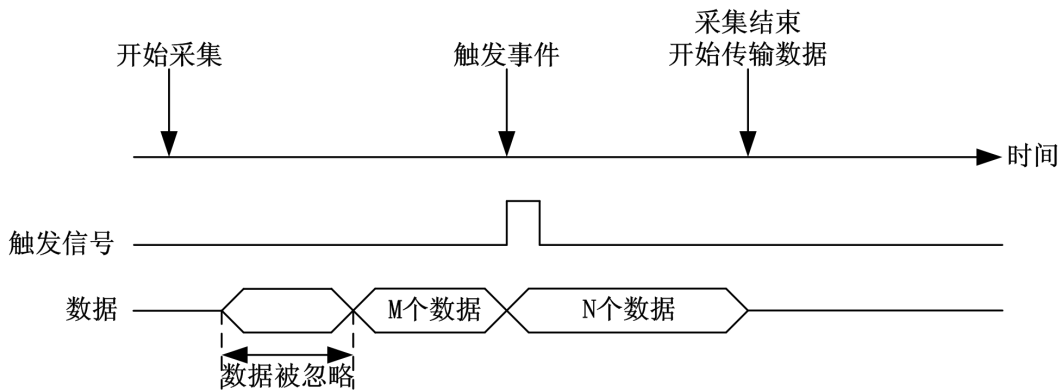 开始采集
触发事件
采集结束
开始传输数据
时间
触发信号
数据
M个数据
N个数据
数据被忽略